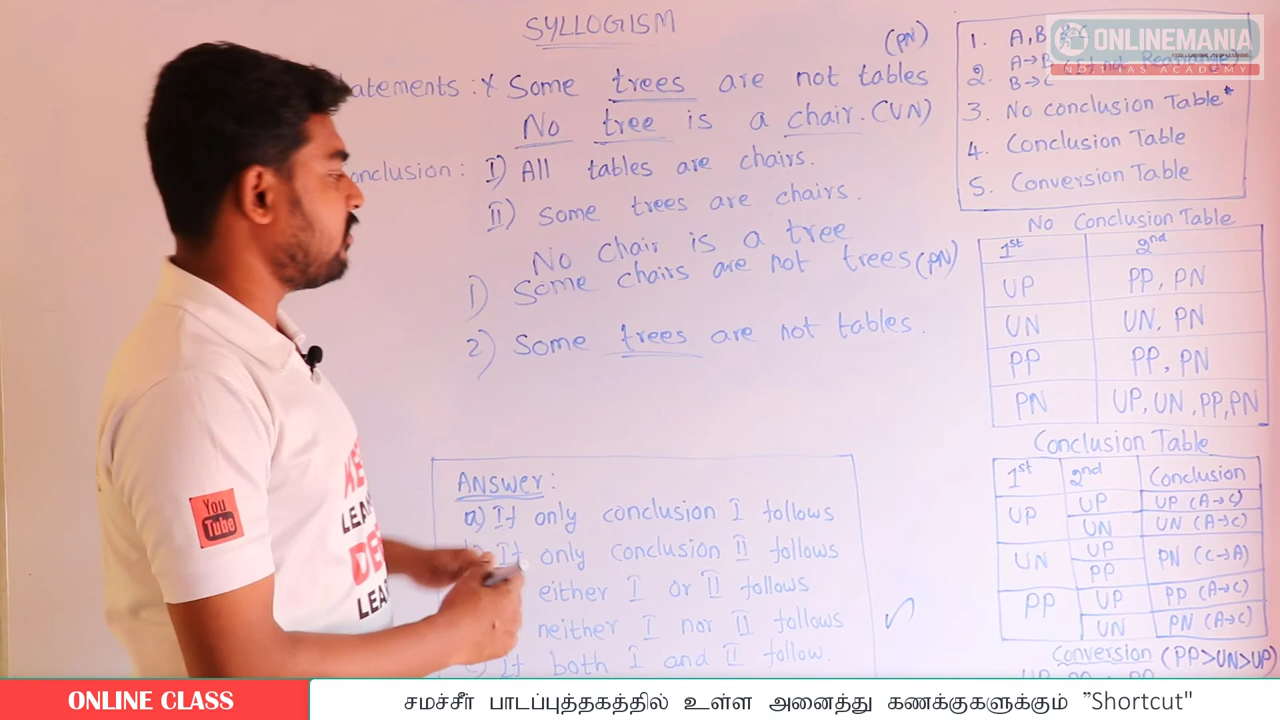 SYLLOGISM
atements : * Some trees are not tables (PN)
No tree is a chair. (UN)
onclusion : I) All tables are chairs.
II) Some trees are chairs.
No chair is a tree
1) Some chairs are not trees (PN)
2) Some trees are not tables.
Answer :
a) If only conclusion I follows
If only conclusion II follows
either I or II follows
neither I nor II follows
If both I and II follow.
1. A, B
2. A→B
B→C
3. No conclusion Table*
4. Conclusion Table
5. Conversion Table
ONLINEMANIA
ACADEMY
No Conclusion Table
1st 2nd
UP PP, PN
UN UN, PN
PP PP, PN
PN UP, UN, PP, PN
Conclusion Table
1st 2nd Conclusion
UP UP UP (A→C)
UN UN (A→C)
UN UP PN (C→A)
PP
PP UP PP (A→C)
UN PN (A→C)
Conversion (PP>UN>UP)
You
Tube
ONLINE CLASS
சமச்சீர் பாடப்புத்தகத்தில் உள்ள அனைத்து கணக்குகளுக்கும் "Shortcut"